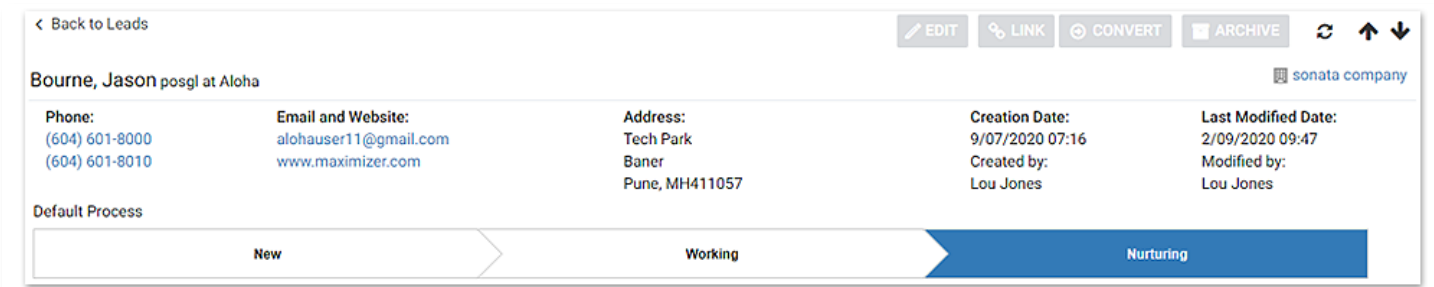 Back to Leads
EDIT LINK CONVERT ARCHIVE
Bourne, Jason posgl at Aloha
sonata company
Phone: Email and Website: Address: Creation Date: Last Modified Date:
(604) 601-8000 alohauser11@gmail.com Tech Park 9/07/2020 07:16 2/09/2020 09:47
(604) 601-8010 www.maximizer.com Baner Created by: Modified by:
Pune, MH411057 Lou Jones Lou Jones
Default Process
New Working Nurturing